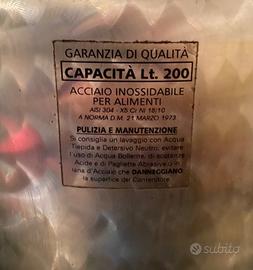 GARANZIA DI QUALITÀ
CAPACITÀ Lt. 200
ACCIAIO INOSSIDABILE
PER ALIMENTI
AISI 304 - X5 Cr Ni 18/10
A NORMA D.M. 21 MARZO 1973
PULIZIA E MANUTENZIONE
Si consiglia un lavaggio con Acqua
Tiepida e Detersivo Neutro, evitare
l'uso di Acqua Bollente, di sostanze
Acide e di Pagliette Abrasive o in
lana d'Acciaio che DANNEGGIANO
la superfice del Contenitore
subito